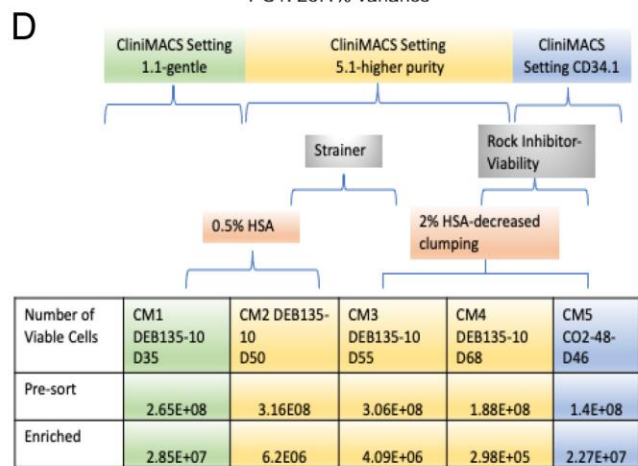 D
CliniMACS Setting
1.1-gentle
CliniMACS Setting
5.1-higher purity
CliniMACS
Setting CD34.1
Strainer
Rock Inhibitor-
Viability
0.5% HSA
2% HSA-decreased
clumping
Number of
Viable Cells
CM1
DEB135-10
D35
CM2 DEB135-
10
D50
CM3
DEB135-10
D55
CM4
DEB135-10
D68
CM5
CO2-48-
D46
Pre-sort
2.65E+08
3.16E08
3.06E+08
1.88E+08
1.4E+08
Enriched
2.85E+07
6.2E06
4.09E+06
2.98E+05
2.27E+07